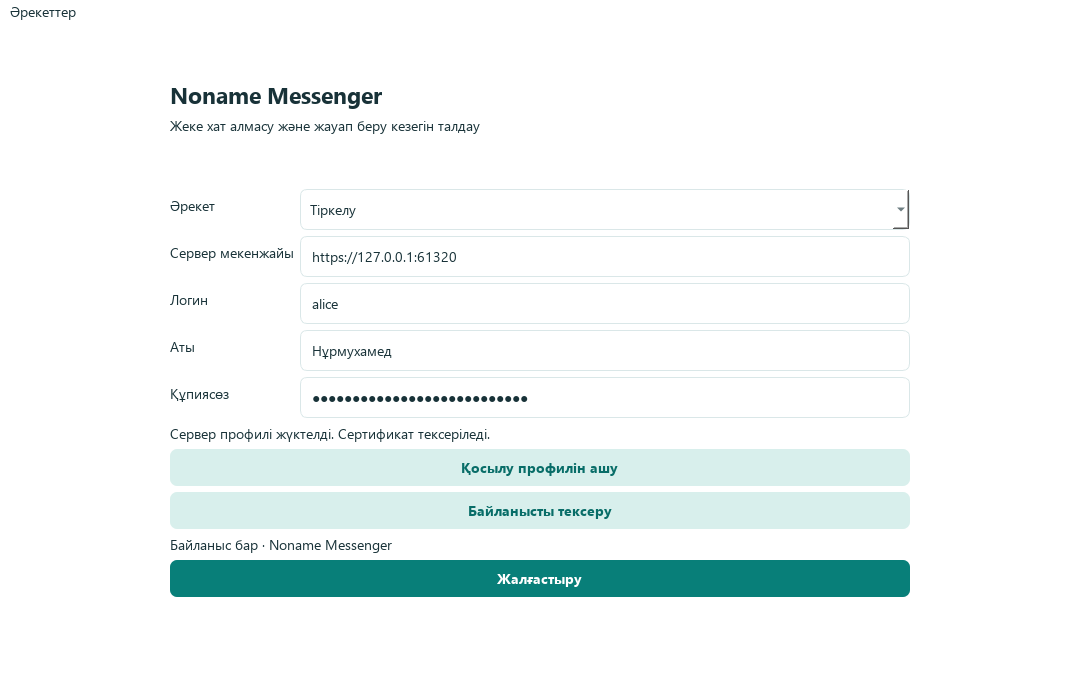 Әрекеттер
Noname Messenger
Жеке хат алмасу және жауап беру кезегін талдау
Әрекет
Тіркелу
Сервер мекенжайы
https://127.0.0.1:61320
Логин
alice
Аты
Нұрмухамед
Құпиясөз
●●●●●●●●●●●●●●●●●●●●●●●●●●●
Сервер профилі жүктелді. Сертификат тексеріледі.
Қосылу профилін ашу
Байланысты тексеру
Байланыс бар · Noname Messenger
Жалғастыру